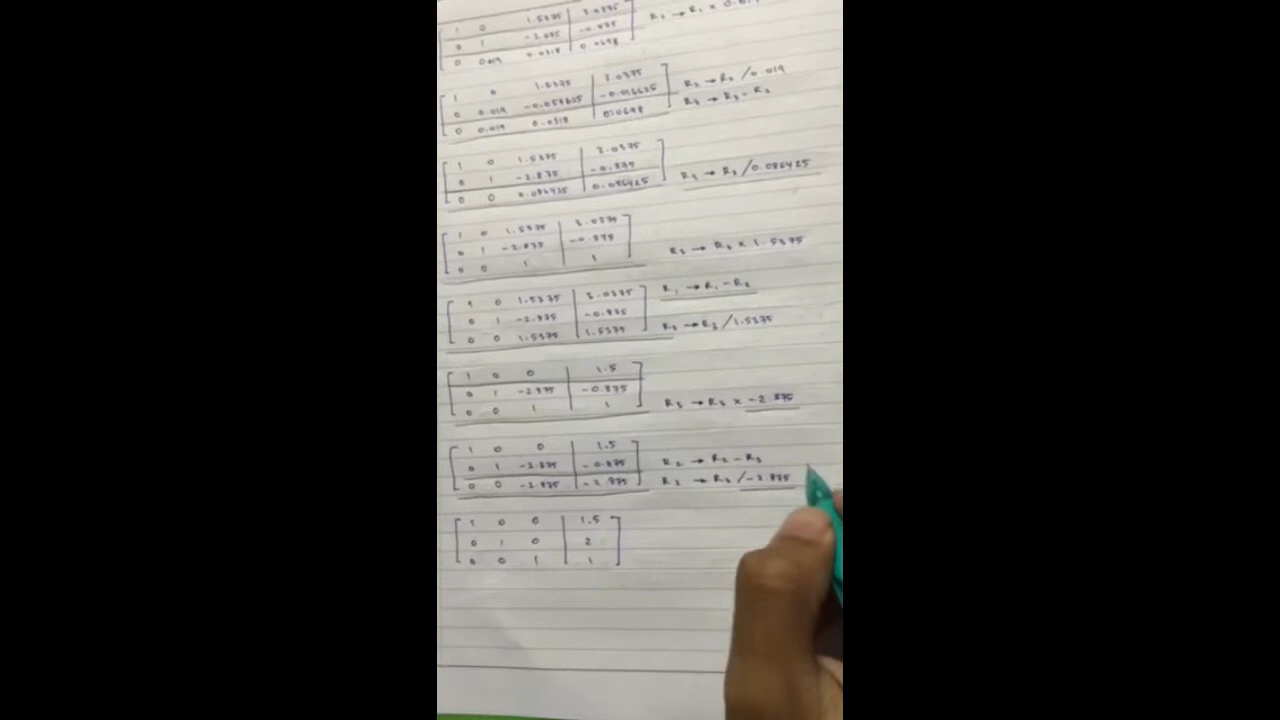 1 0 1.5375 3.0375
0 1 -2.875 -0.875
0 0.019 0.0318 0.0698
1 0 1.5375 3.0375 R₂ → R₂ /0.019
0 0.019 -0.054625 -0.016625 R₃ → R₃ - R₂
0 0.019 0.0318 0.0698
1 0 1.5375 3.0375
0 1 -2.875 -0.875 R₃ → R₃ /0.086425
0 0 0.086425 0.086425
1 0 1.5375 3.0375
0 1 -2.875 -0.875 R₃ → R₃ x 1.5375
0 0 1 1
1 0 1.5375 3.0375 R₁ → R₁ - R₃
0 1 -2.875 -0.875 R₃ → R₃ /1.5375
0 0 1.5375 1.5375
1 0 0 1.5
0 1 -2.875 -0.875 R₃ → R₃ x -2.875
0 0 1 1
1 0 0 1.5
0 1 -2.875 -0.875 R₂ → R₂ - R₃
0 0 -2.875 -2.875 → R₃ /-2.875
1 0 0 1.5
0 1 0 2
0 0 1 1